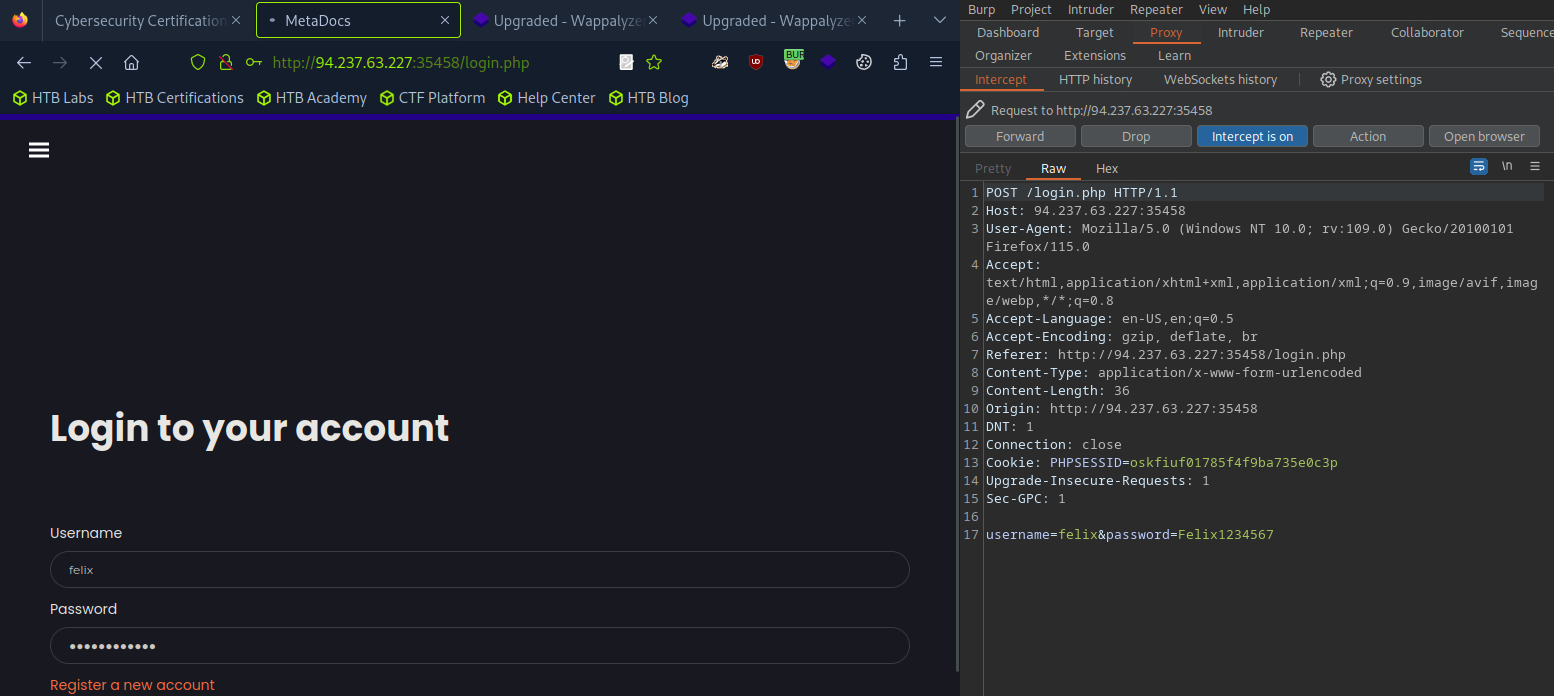 Cybersecurity Certification
MetaDocs
Upgraded - Wappalyze
Upgraded - Wappalyze
http://94.237.63.227:35458/login.php
HTB Labs HTB Certifications HTB Academy CTF Platform Help Center HTB Blog
Login to your account
Username
felix
Password
••••••••••••
Register a new account
Burp Project Intruder Repeater View Help
Dashboard Target Proxy Intruder Repeater Collaborator Sequence
Organizer Extensions Learn
Intercept HTTP history WebSockets history Proxy settings
Request to http://94.237.63.227:35458
Forward Drop Intercept is on Action Open browser
Pretty Raw Hex \n
1 POST /login.php HTTP/1.1
2 Host: 94.237.63.227:35458
3 User-Agent: Mozilla/5.0 (Windows NT 10.0; rv:109.0) Gecko/20100101
Firefox/115.0
4 Accept:
text/html,application/xhtml+xml,application/xml;q=0.9,image/avif,imag
e/webp,*/*;q=0.8
5 Accept-Language: en-US,en;q=0.5
6 Accept-Encoding: gzip, deflate, br
7 Referer: http://94.237.63.227:35458/login.php
8 Content-Type: application/x-www-form-urlencoded
9 Content-Length: 36
10 Origin: http://94.237.63.227:35458
11 DNT: 1
12 Connection: close
13 Cookie: PHPSESSID=oskfiuf01785f4f9ba735e0c3p
14 Upgrade-Insecure-Requests: 1
15 Sec-GPC: 1
16
17 username=felix&password=Felix1234567